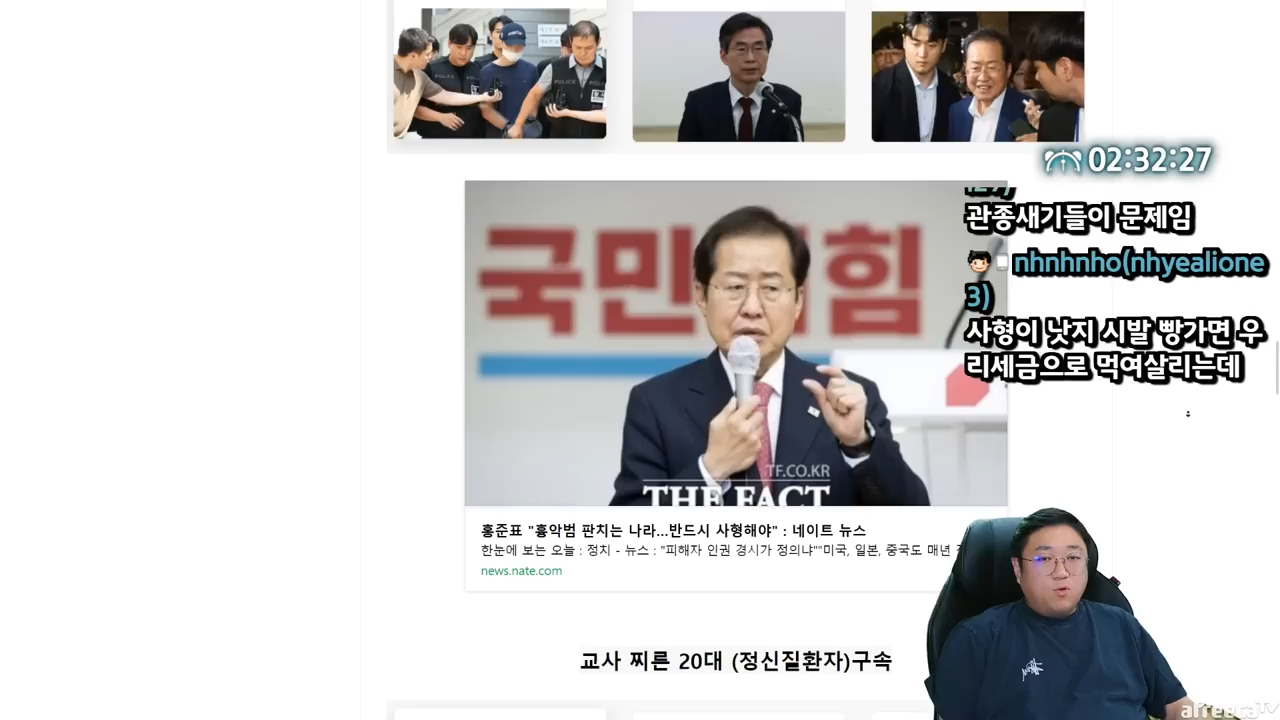 POLICE
POLICE
02:32:27
관종새기들이 문제임
nhnhnho(nhyealione
3)
사형이 낫지 시발 빵가면 우
리세금으로 먹여살리는데
국민 힘
TF.CO.KR
THE FACT
홍준표 "흉악범 판치는 나라...반드시 사형해야" : 네이트 뉴스
한눈에 보는 오늘 : 정치 - 뉴스 : "피해자 인권 경시가 정의냐""미국, 일본, 중국도 매년
news.nate.com
교사 찌른 20대 (정신질환자)구속
afreecaTV